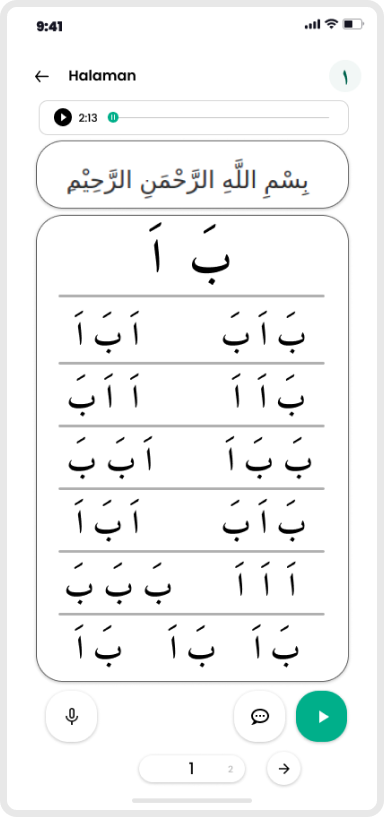 9:41
Halaman ١
2:13
بِسْمِ اللَّهِ الرَّحْمَنِ الرَّحِيْمِ
بَ اَ
بَ اَ بَ اَ بَ اَ
بَ اَ اَ اَ اَ بَ
بَ بَ اَ اَ بَ بَ
بَ اَ بَ اَ بَ اَ
اَ اَ اَ بَ بَ بَ
بَ اَ بَ اَ بَ اَ
1 2